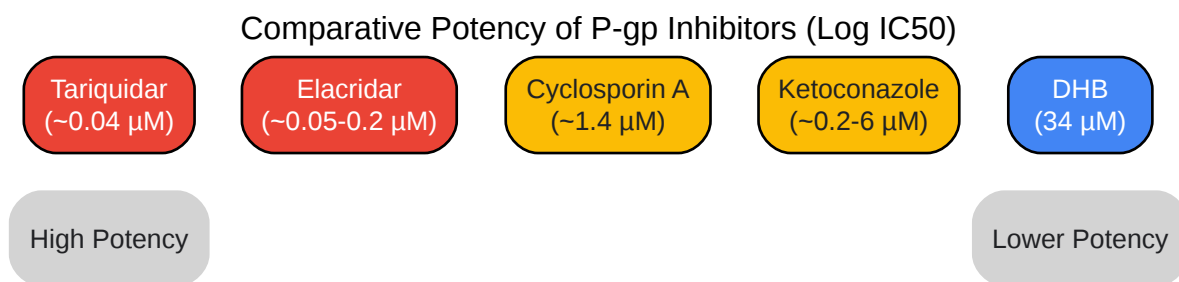 Comparative Potency of P-gp Inhibitors (Log IC50)
Tariquidar
(~0.04 µM)
Elacridar
(~0.05-0.2 µM)
Cyclosporin A
(~1.4 µM)
Ketoconazole
(~0.2-6 µM)
DHB
(34 µM)
High Potency
Lower Potency